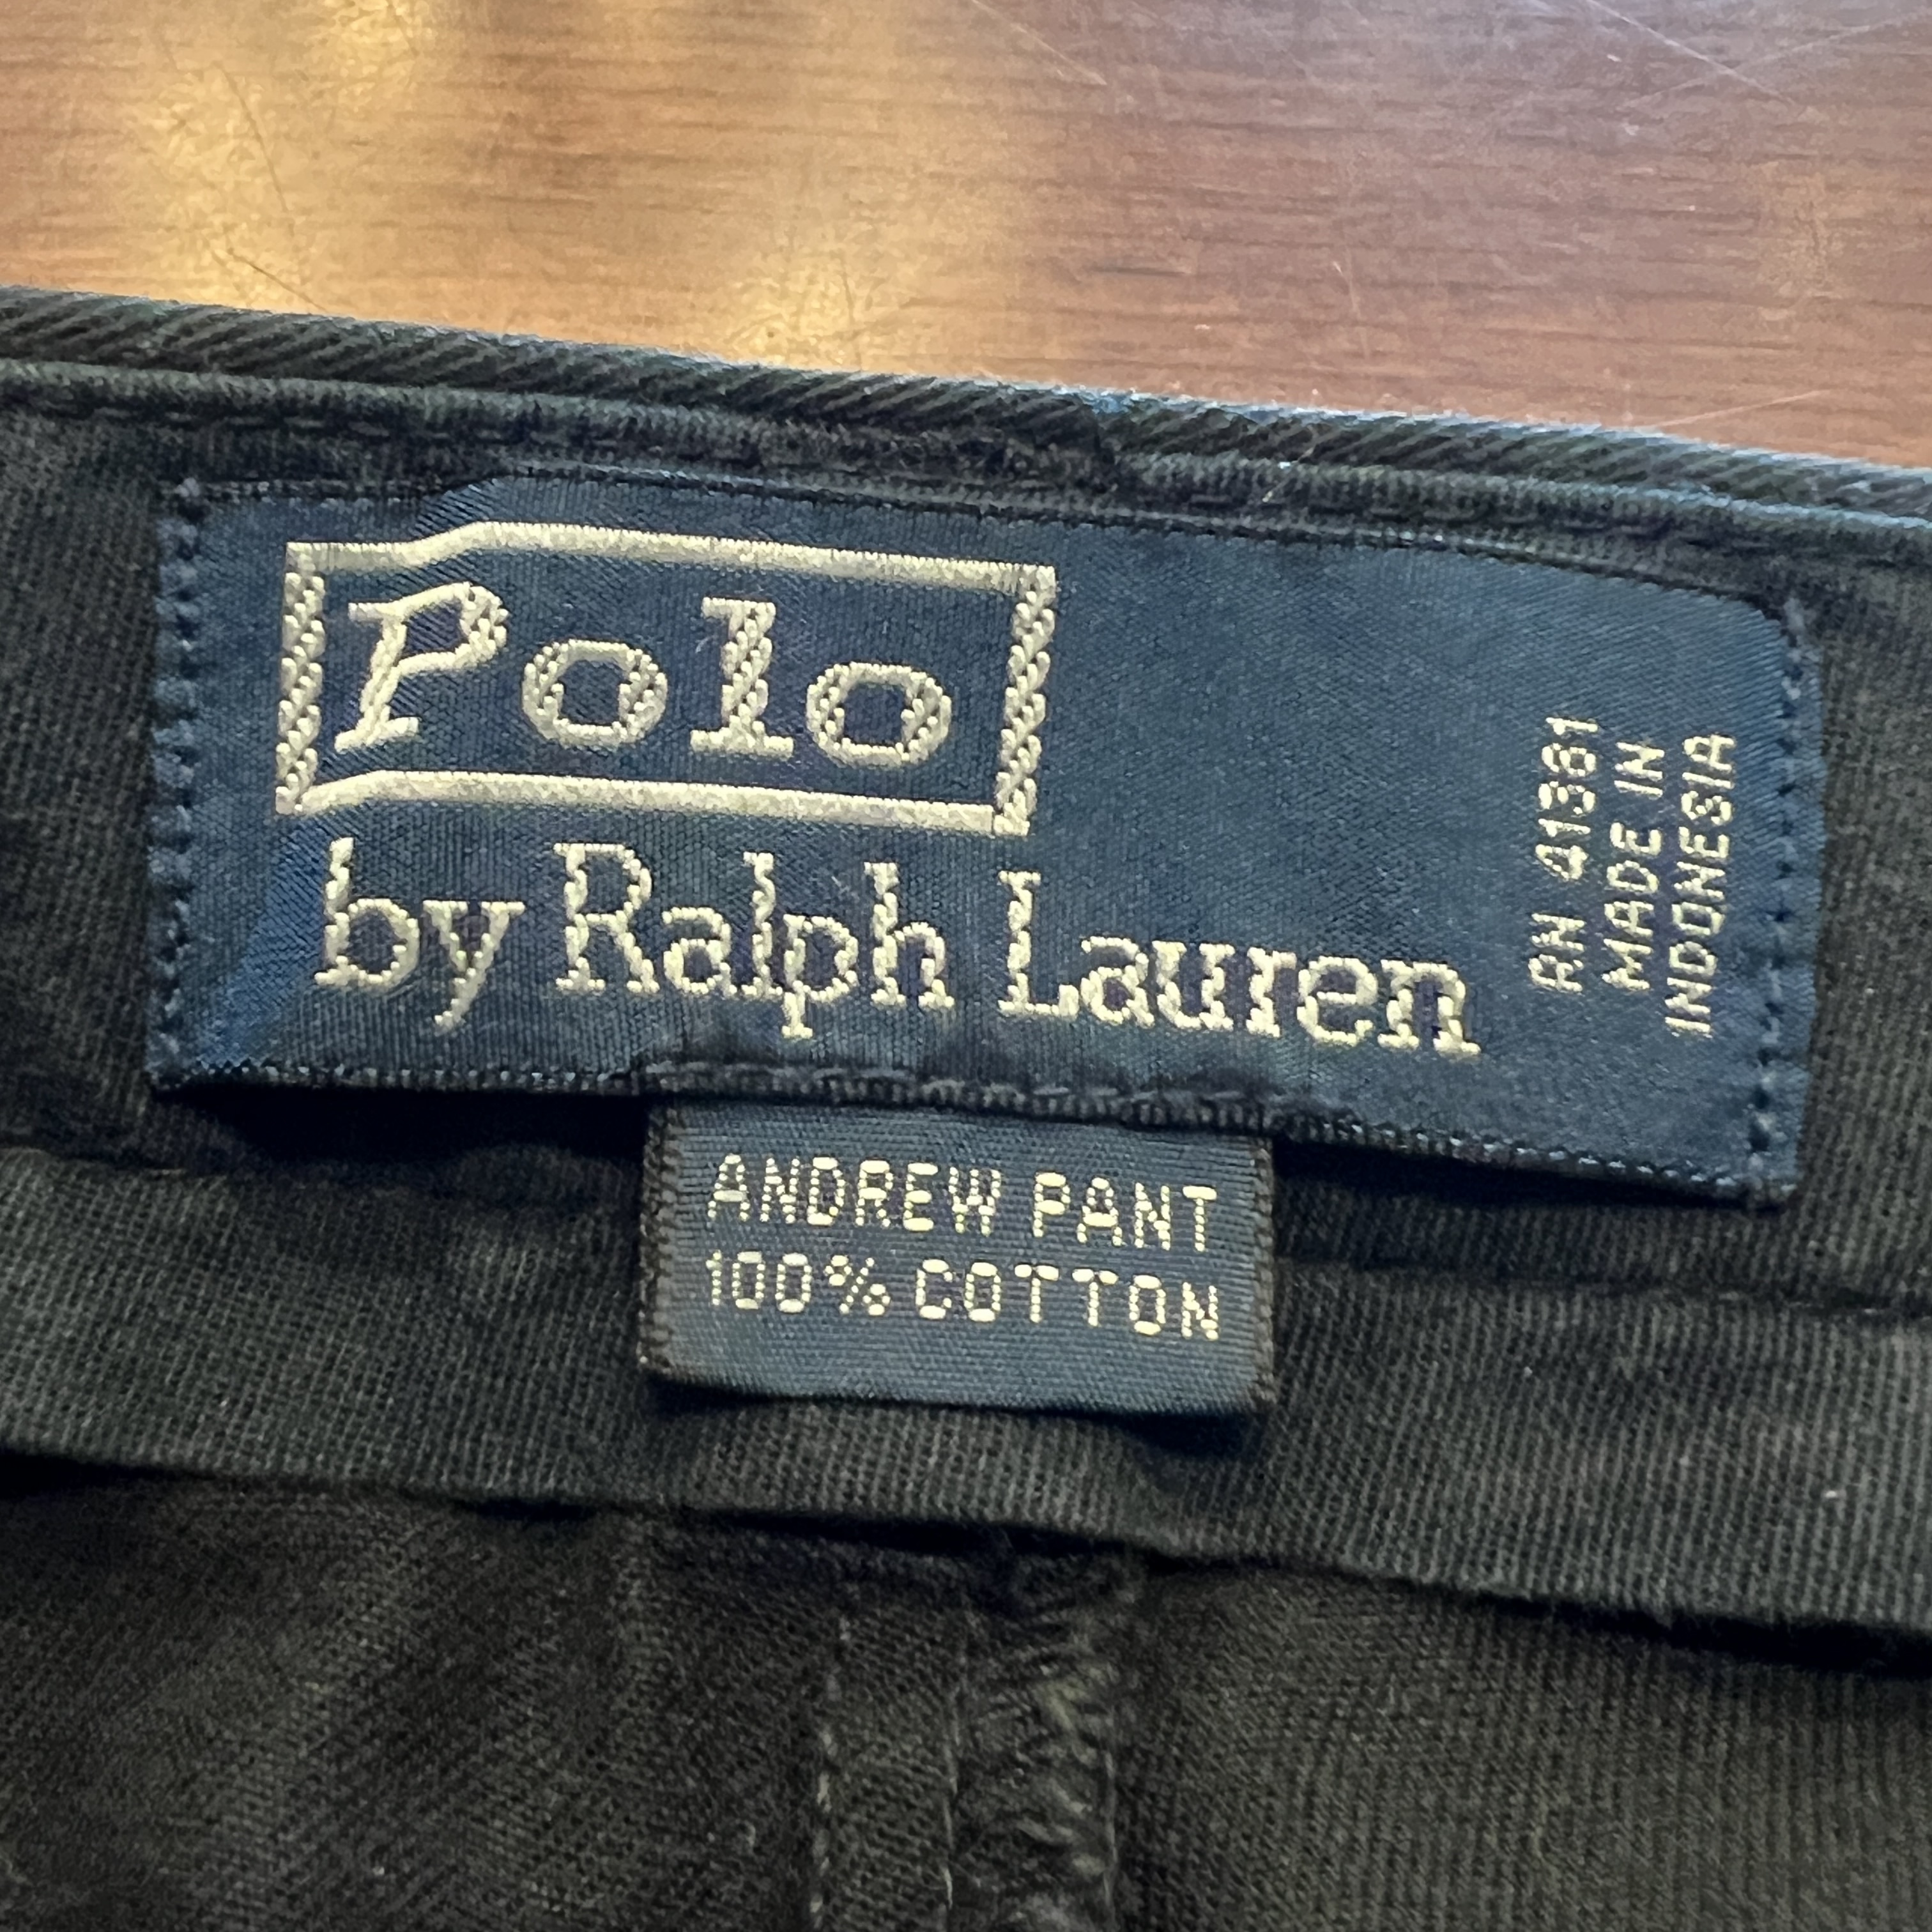 Polo
by Ralph Lauren
RN 41381
MADE IN
INDONESIA
ANDREW PANT
100% COTTON